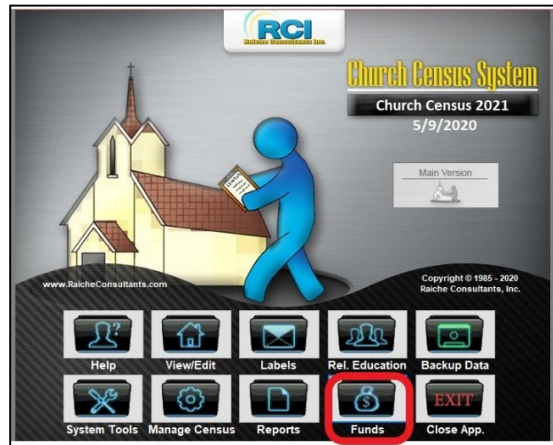 RCI
Raiche Consultants Inc.
Church Census System
Church Census 2021
5/9/2020
Main Version
CENSUS
www.RaicheConsultants.com
Copyright © 1985 - 2020
Raiche Consultants, Inc.
Help
View/Edit
Labels
Rel. Education
Backup Data
EXIT
System Tools
Manage Census
Reports
Funds
Close App.